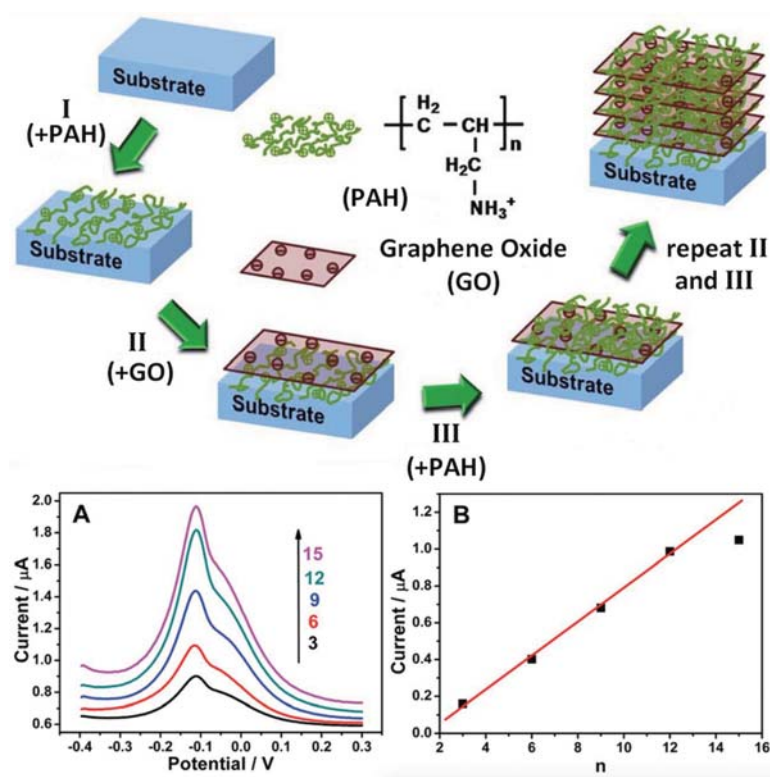 Substrate
I
(+PAH)
H2
C
CH
n
H2C
NH3+
(PAH)
Substrate
Graphene Oxide
(GO)
II
(+GO)
Substrate
III
(+PAH)
Substrate
repeat II
and III
Substrate
A
Current / μA
2.0
1.8
1.6
1.4
1.2
1.0
0.8
0.6
15
12
9
6
3
-0.4 -0.3 -0.2 -0.1 0.0 0.1 0.2 0.3
Potential / V
B
Current / μA
1.2
1.0
0.8
0.6
0.4
0.2
0.0
2 4 6 8 10 12 14 16
n